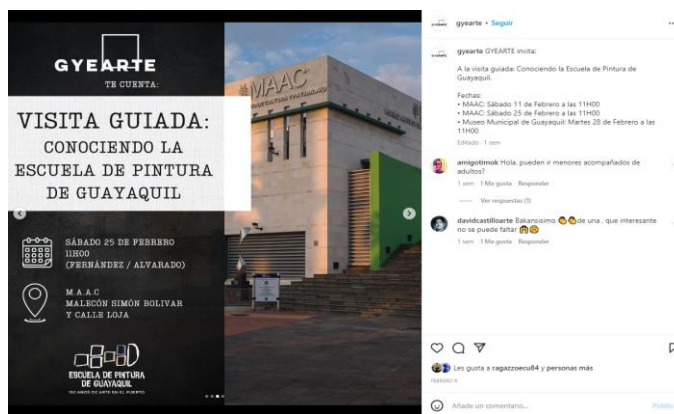 GYEARTE
TE CUENTA:
VISITA GUIADA:
CONOCIENDO LA
ESCUELA DE PINTURA
DE GUAYAQUIL
SÁBADO 25 DE FEBRERO
11H00
(FERNÁNDEZ / ALVARADO)
M.A.A.C
MALECÓN SIMÓN BOLIVAR
Y CALLE LOJA
ESCUELA DE PINTURA
DE GUAYAQUIL
MAAC
gyearte • Seguir
gyearte GYEARTE invita:
A la visita guiada: Conociendo la Escuela de Pintura de
Guayaquil.
Fechas:
• MAAC: Sábado 11 de Febrero a las 11H00
• MAAC: Sábado 25 de Febrero a las 11H00
• Museo Municipal de Guayaquil: Martes 28 de Febrero a las
11H00
Editado · 1 sem
amigotimok Hola, pueden ir menores acompañados de
adultos?
1 sem 1 Me gusta Responder
Ver respuestas (1)
davidcastilloarte Bakansisimo 👏👏de una , que interesante
no se puede faltar
1 sem 1 Me gusta Responder
Les gusta a ragazzoecu84 y personas más
Añade un comentario...